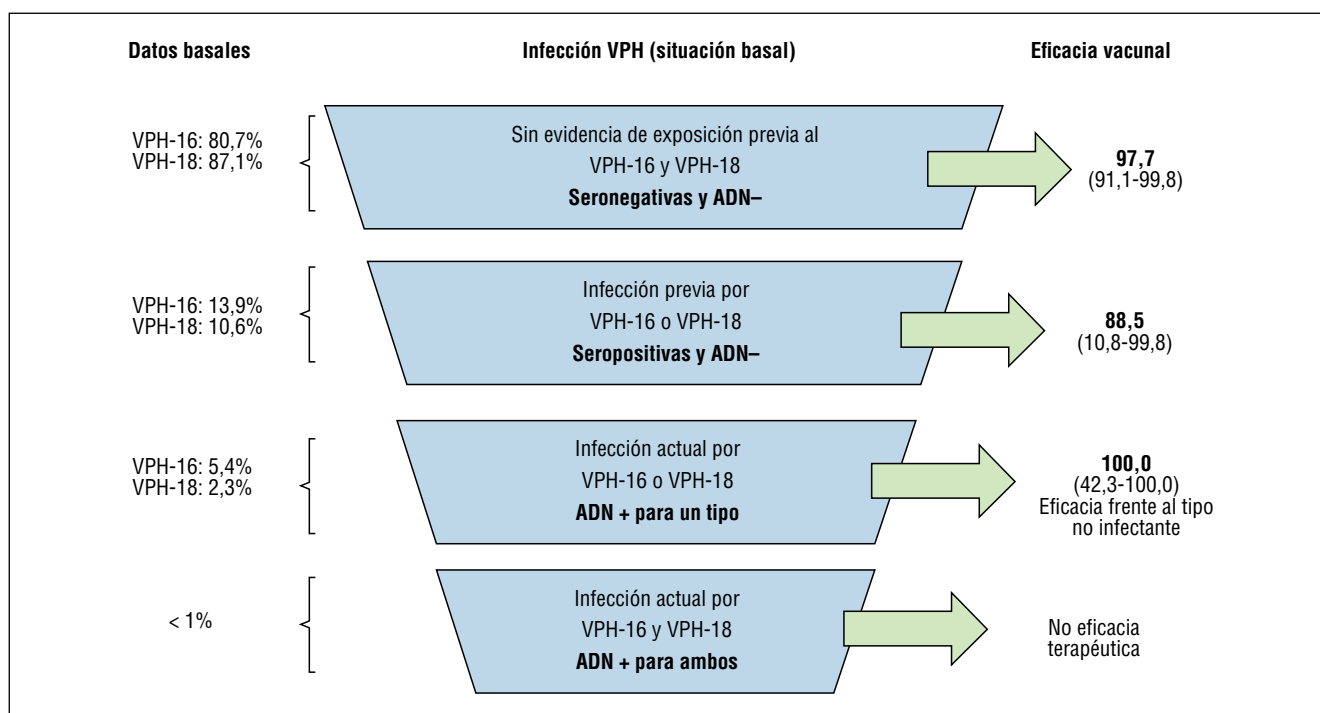 Datos basales
Infección VPH (situación basal)
Eficacia vacunal
VPH-16: 80,7%
VPH-18: 87,1%
Sin evidencia de exposición previa al
VPH-16 y VPH-18
Seronegativas y ADN–
97,7
(91,1-99,8)
VPH-16: 13,9%
VPH-18: 10,6%
Infección previa por
VPH-16 o VPH-18
Seropositivas y ADN–
88,5
(10,8-99,8)
VPH-16: 5,4%
VPH-18: 2,3%
Infección actual por
VPH-16 o VPH-18
ADN + para un tipo
100,0
(42,3-100,0)
Eficacia frente al tipo
no infectante
< 1%
Infección actual por
VPH-16 y VPH-18
ADN + para ambos
No eficacia
terapéutica